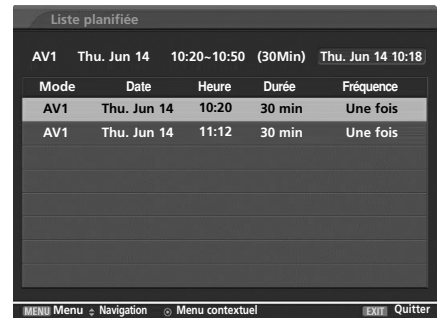 Liste planifiée
AV1 Thu. Jun 14 10:20~10:50 (30Min) Thu. Jun 14 10:18
Mode Date Heure Durée Fréquence
AV1 Thu. Jun 14 10:20 30 min Une fois
AV1 Thu. Jun 14 11:12 30 min Une fois
MENU Menu Navigation Menu contextuel EXIT Quitter